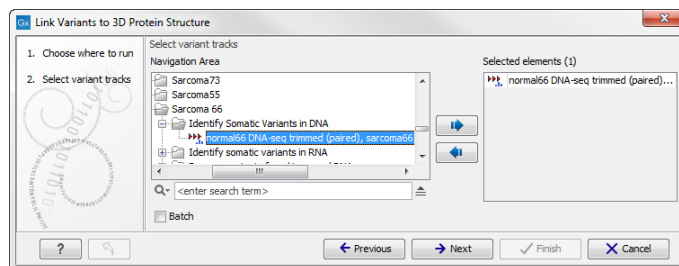 Gx Link Variants to 3D Protein Structure
1. Choose where to run
2. Select variant tracks
Select variant tracks
Navigation Area
Sarcoma73
Sarcoma55
Sarcoma 66
Identify Somatic Variants in DNA
normal66 DNA-seq trimmed (paired), sarcoma66
Identify somatic variants in RNA
<enter search term>
Batch
Selected elements (1)
normal66 DNA-seq trimmed (paired)...
? Previous Next Finish Cancel